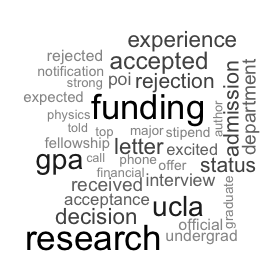 experience
rejected
accepted
notification
strong
poi
rejection
expected
funding
author
admission
department
physics
told
top
major
stipend
fellowship
letter
excited
gpa
call
phone
offer
status
financial
received
interview
acceptance
ucla
graduate
decision
official
research
undergrad